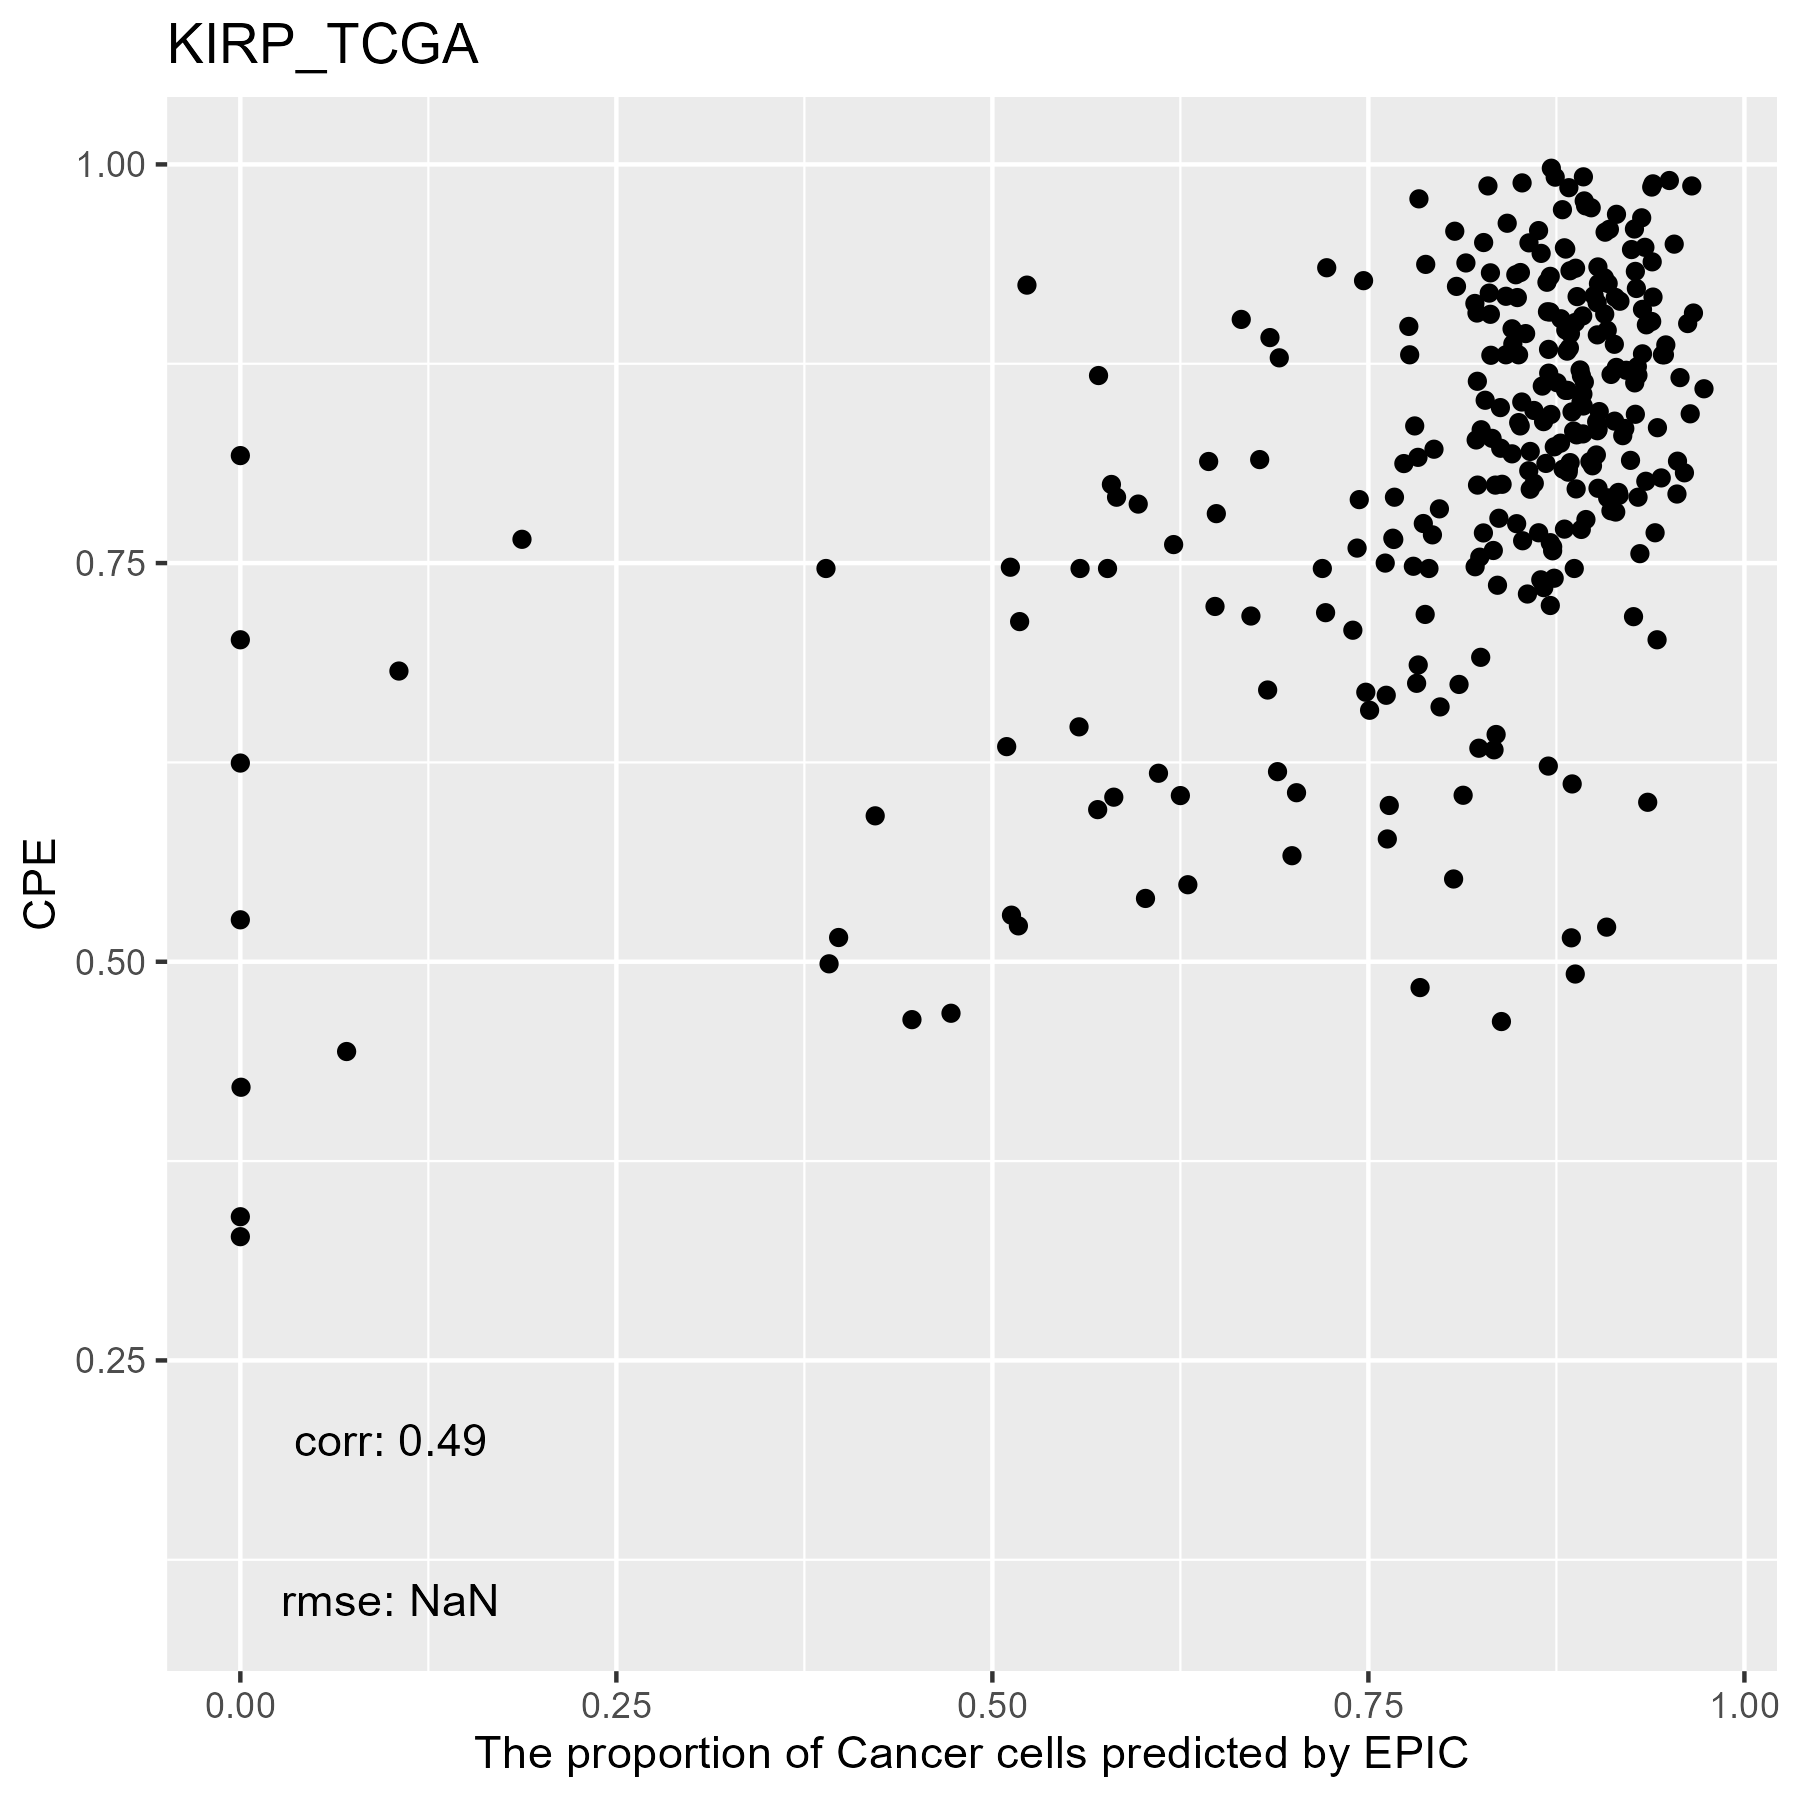 KIRP_TCGA
1.00
0.75
0.50
0.25
CPE
corr: 0.49
rmse: NaN
0.00 0.25 0.50 0.75 1.00
The proportion of Cancer cells predicted by EPIC